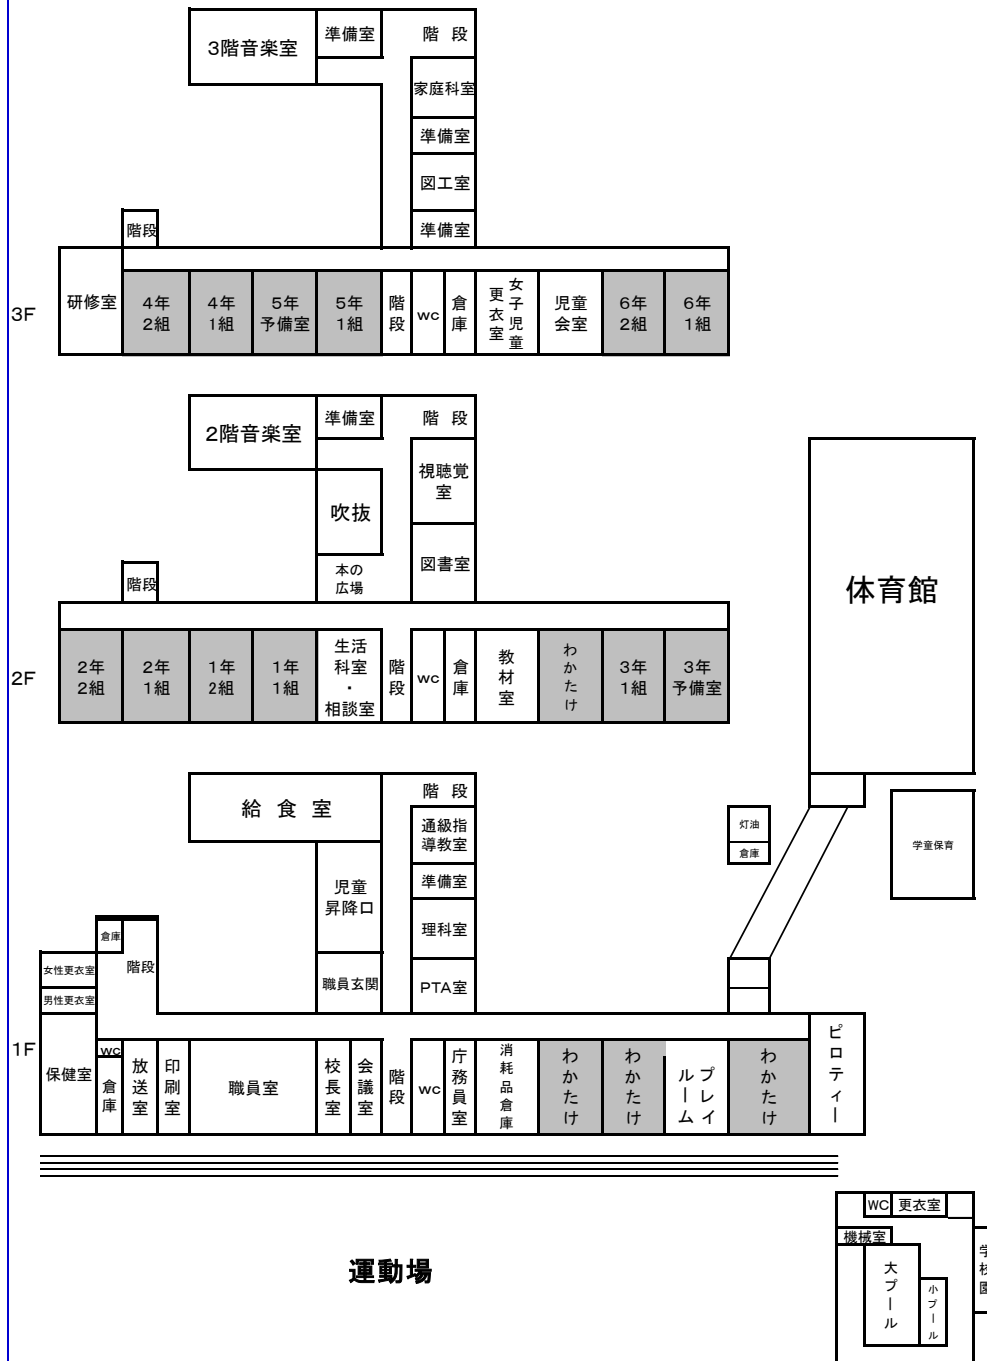 3階音楽室
準備室
階 段
家庭科室
準備室
図工室
準備室
階段
3F
研修室
4年
2組
4年
1組
5年
予備室
5年
1組
階段
WC
倉庫
女子児童
更衣室
児童
会室
6年
2組
6年
1組
2階音楽室
準備室
階 段
視聴覚
室
吹抜
図書室
本の
広場
階段
体育館
2F
2年
2組
2年
1組
1年
2組
1年
1組
生活
科室
・
相談室
階段
WC
倉庫
教材室
わかたけ
3年
1組
3年
予備室
給 食 室
階 段
通級指
導教室
準備室
理科室
PTA室
児童
昇降口
職員玄関
灯油
倉庫
学童保育
倉庫
階段
女性更衣室
男性更衣室
1F
保健室
WC
倉庫
放送室
印刷室
職員室
校長室
会議室
階段
WC
庁務員室
消耗品倉庫
わかたけ
わかたけ
プレイ
ルーム
わかたけ
ピロティー
運動場
WC
更衣室
機械室
大プール
小プール
学校園